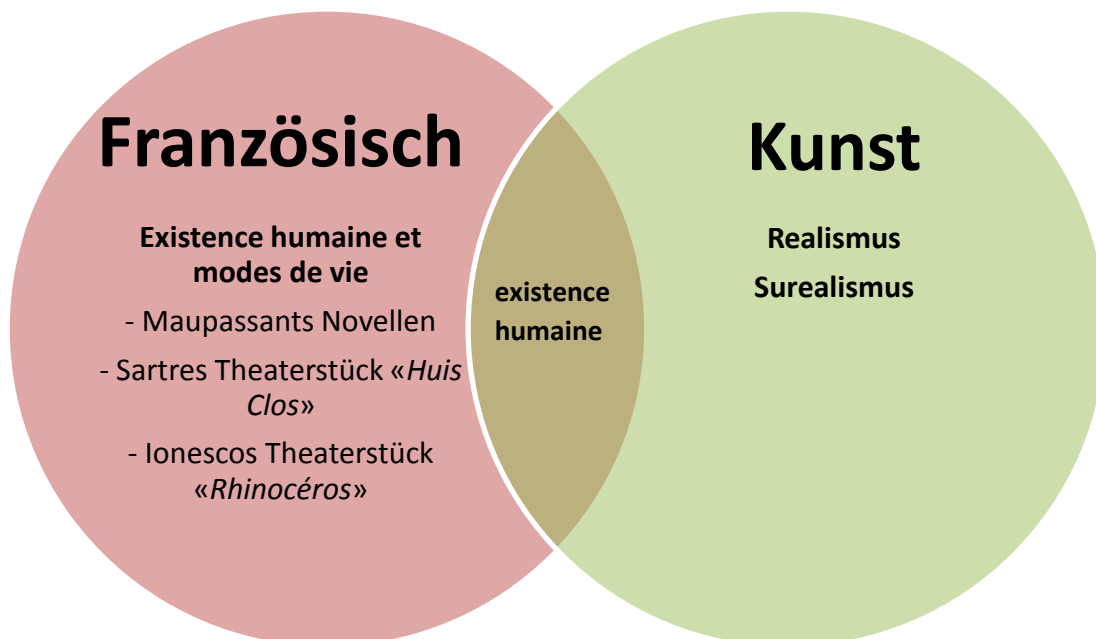 Französisch
Existence humaine et
modes de vie
- Maupassants Novellen
- Sartres Theaterstück «Huis
Clos»
- Ionescos Theaterstück
«Rhinocéros»
existence
humaine
Kunst
Realismus
Surealismus